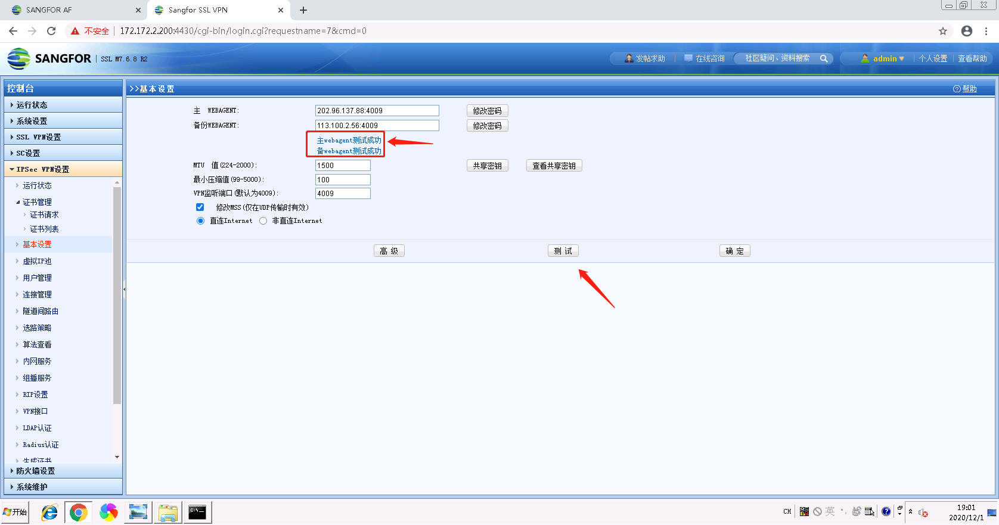 SANGFOR AF
Sangfor SSL VPN
不安全
172.172.2.200:4430/cgi-bin/login.cgi?requestname=7&cmd=0
SANGFOR
SSL M7.6.8 R2
发帖求助
在线咨询
社区疑问、资料搜索
admin
个人设置
查看帮助
控制台
运行状态
系统设置
SSL VPN设置
SC设置
IPSec VPN设置
运行状态
证书管理
证书请求
证书列表
基本设置
虚拟IP池
用户管理
连接管理
隧道间路由
选路策略
算法查看
内网服务
组播服务
RIP设置
VPN接口
LDAP认证
Radius认证
生成证书
防火墙设置
系统维护
>>基本设置
帮助
主 WEBAGENT: 202.96.137.88:4009 修改密码
备份WEBAGENT: 113.100.2.56:4009 修改密码
主webagent测试成功
备webagent测试成功
MTU 值(224-2000): 1500 共享密钥 查看共享密钥
最小压缩值(99-5000): 100
VPN监听端口(默认为4009): 4009
修改MSS(仅在UDP传输时有效)
直连Internet 非直连Internet
高 级 测 试 确 定
开始
C:\
CH
英
19:01
2020/12/1